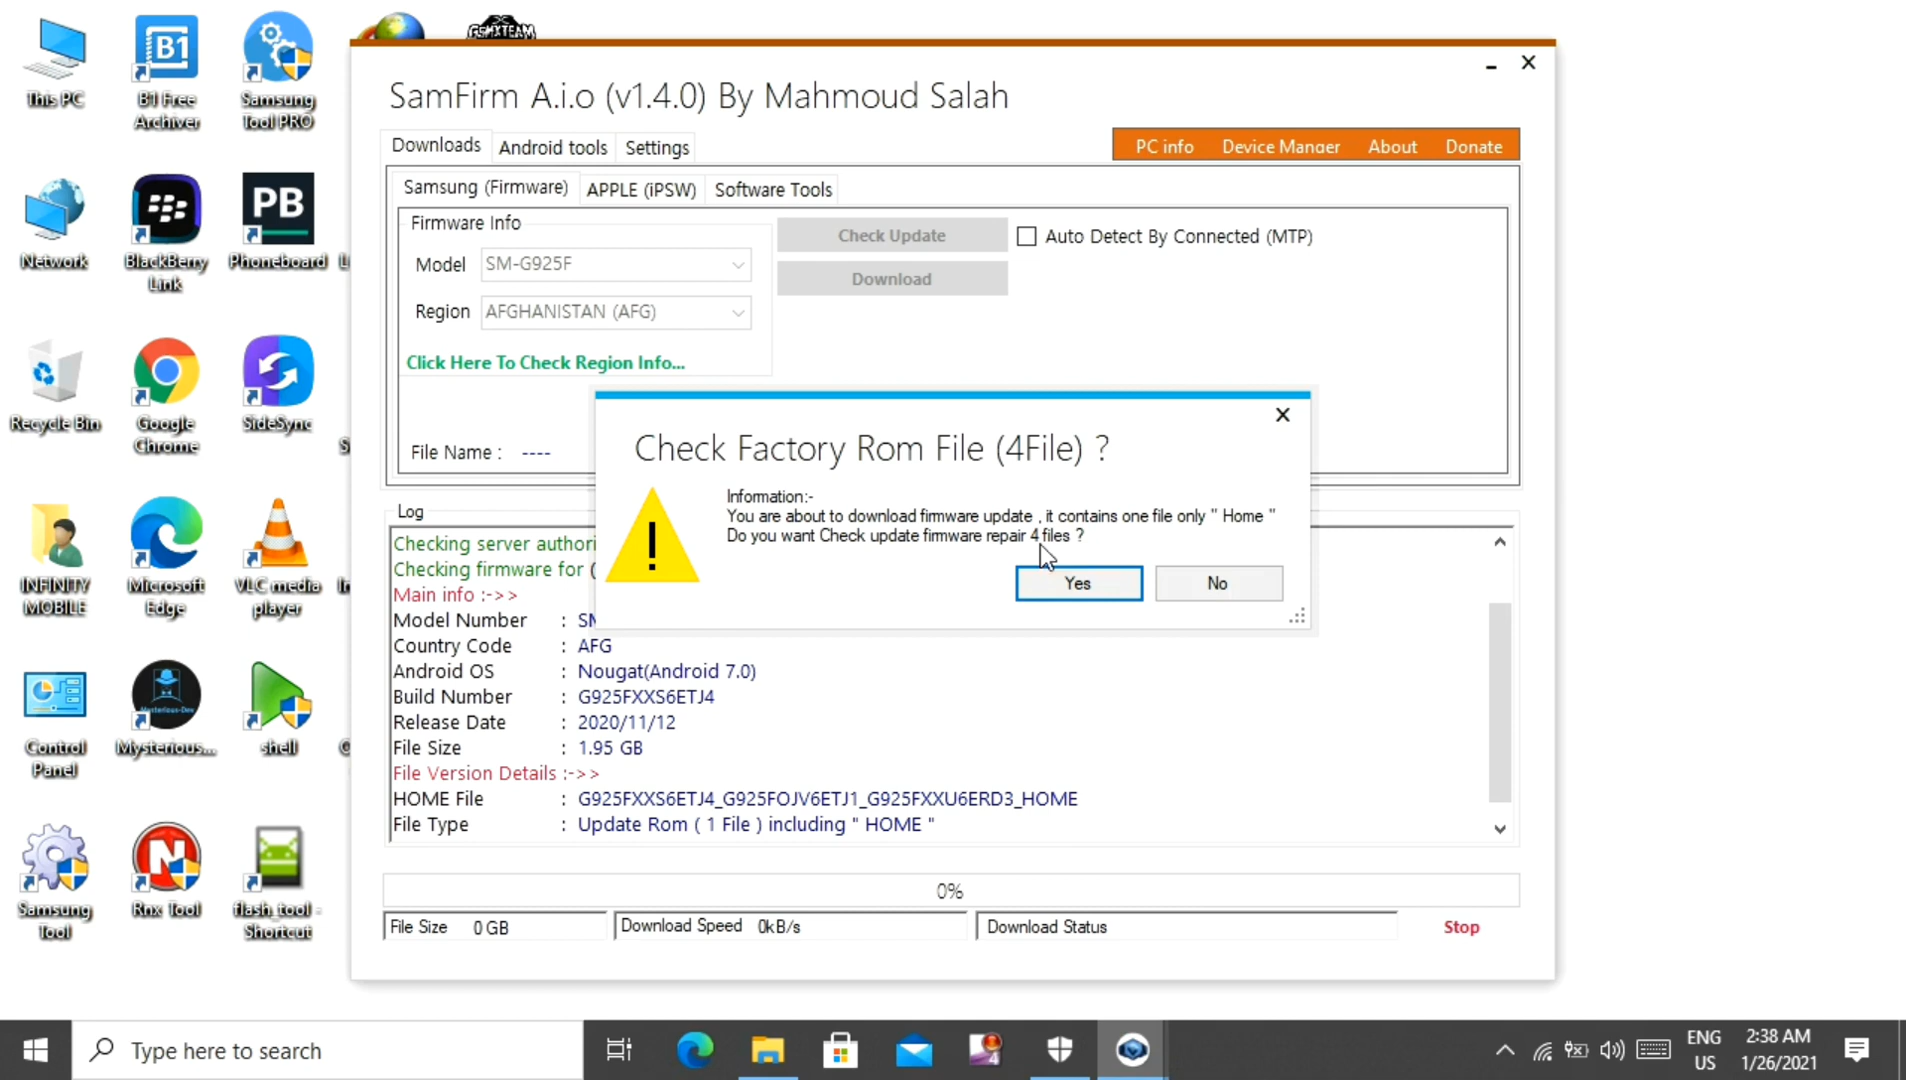 GSMXTEAM
This PC
B1 Free
Archiver
Samsung
Tool PRO
Network
BlackBerry
Link
PB
Phoneboard
Recycle Bin
Google
Chrome
SideSync
INFINITY
MOBILE
Microsoft
Edge
VLC media
player
Control
Panel
Mysterious-Dev
Mysterious...
shell
Samsung
Tool
Rnx Tool
flash_tool -
Shortcut
SamFirm A.i.o (v1.4.0) By Mahmoud Salah
Downloads
Android tools
Settings
PC info
Device Manger
About
Donate
Samsung (Firmware)
APPLE (iPSW)
Software Tools
Firmware Info
Model
SM-G925F
Region
AFGHANISTAN (AFG)
Click Here To Check Region Info...
Check Update
Download
Auto Detect By Connected (MTP)
File Name :
----
Check Factory Rom File (4File) ?
Information:-
You are about to download firmware update , it contains one file only " Home "
Do you want Check update firmware repair 4 files ?
Yes
No
Log
Checking server authori
Checking firmware for (
Main info :->>
Model Number : SM
Country Code : AFG
Android OS : Nougat(Android 7.0)
Build Number : G925FXXS6ETJ4
Release Date : 2020/11/12
File Size : 1.95 GB
File Version Details :->>
HOME File : G925FXXS6ETJ4_G925FOJV6ETJ1_G925FXXU6ERD3_HOME
File Type : Update Rom ( 1 File ) including " HOME "
0%
File Size 0 GB
Download Speed 0kB/s
Download Status
Stop
Type here to search
ENG
US
2:38 AM
1/26/2021